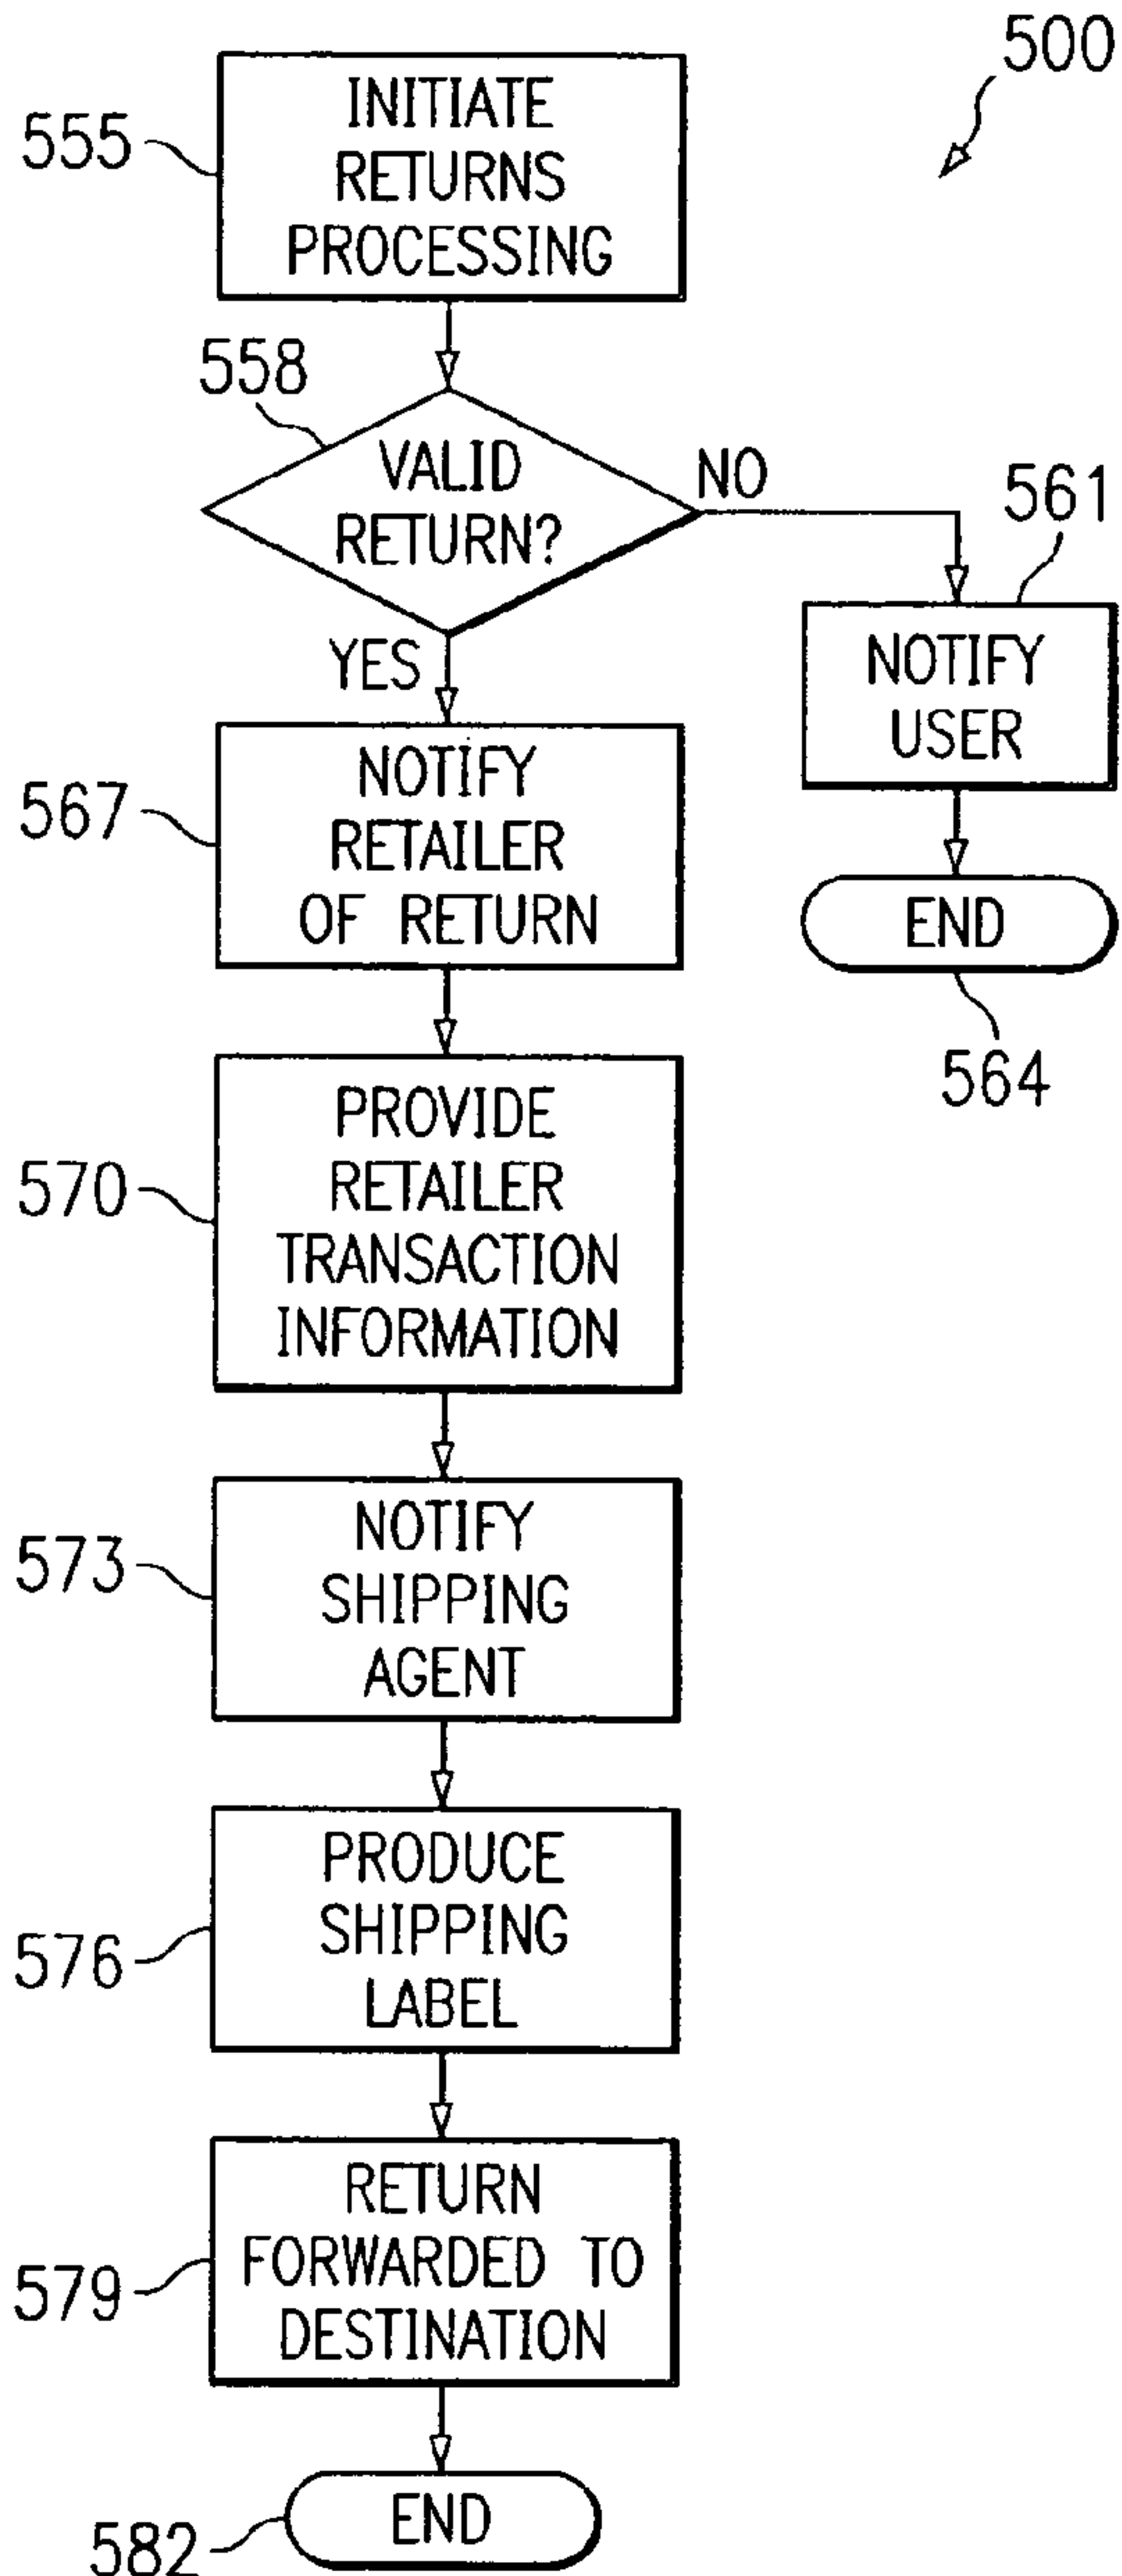 500
555
INITIATE
RETURNS
PROCESSING
558
VALID
RETURN?
NO
YES
561
NOTIFY
USER
END
564
567
NOTIFY
RETAILER
OF RETURN
570
PROVIDE
RETAILER
TRANSACTION
INFORMATION
573
NOTIFY
SHIPPING
AGENT
576
PRODUCE
SHIPPING
LABEL
579
RETURN
FORWARDED TO
DESTINATION
END
582